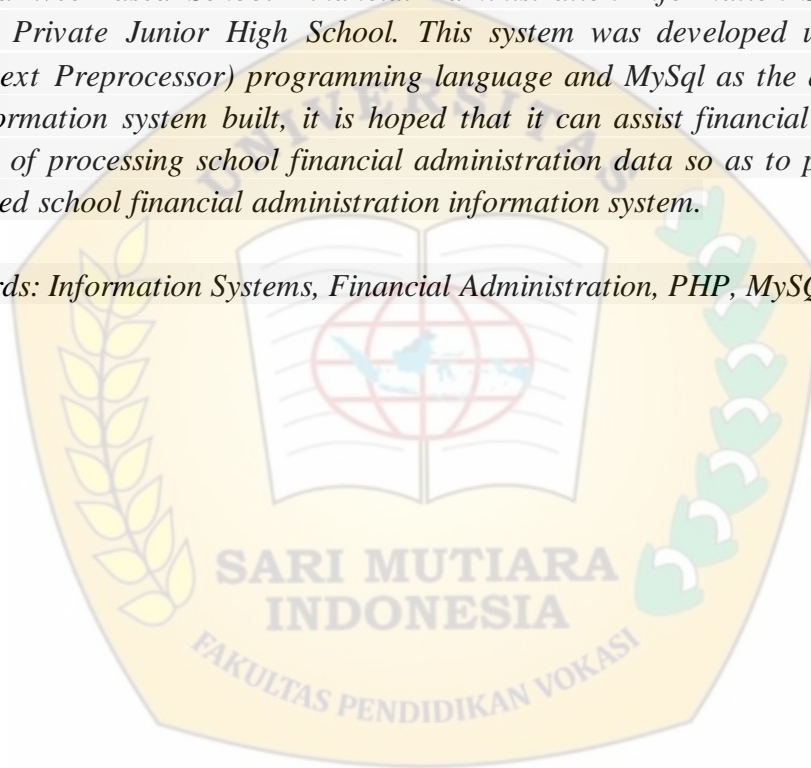 Private Junior High School. This system was developed
ext Preprocessor) programming language and MySql as the
ormation system built, it is hoped that it can assist financial
of processing school financial administration data so as to
ed school financial administration information system.
rds: Information Systems, Financial Administration, PHP, MySQ
UNIVERSITAS
SARI MUTIARA
INDONESIA
FAKULTAS PENDIDIKAN VOKASI